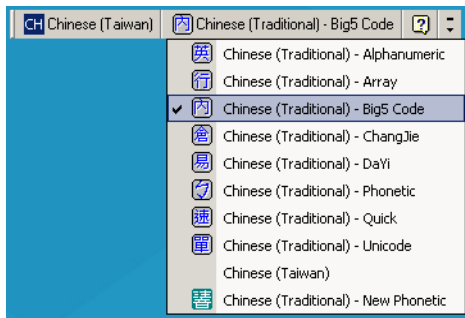 CH Chinese (Taiwan) 內 Chinese (Traditional) - Big5 Code ?
英 Chinese (Traditional) - Alphanumeric
行 Chinese (Traditional) - Array
內 Chinese (Traditional) - Big5 Code
倉 Chinese (Traditional) - ChangJie
易 Chinese (Traditional) - DaYi
ㄅ Chinese (Traditional) - Phonetic
速 Chinese (Traditional) - Quick
單 Chinese (Traditional) - Unicode
Chinese (Taiwan)
Chinese (Traditional) - New Phonetic